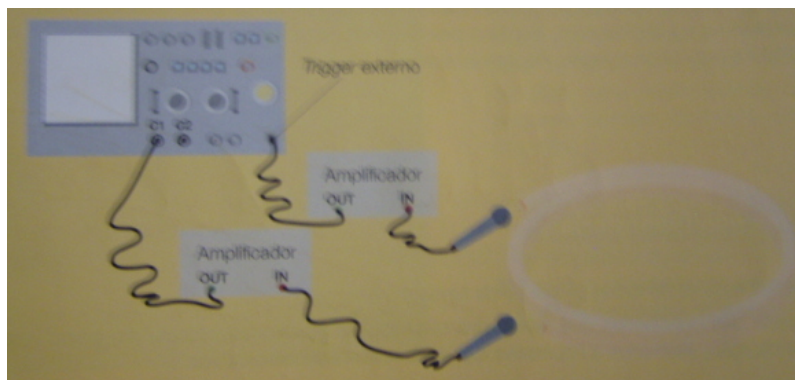 Trigger externo
C1 C2
Amplificador
OUT IN
Amplificador
OUT IN